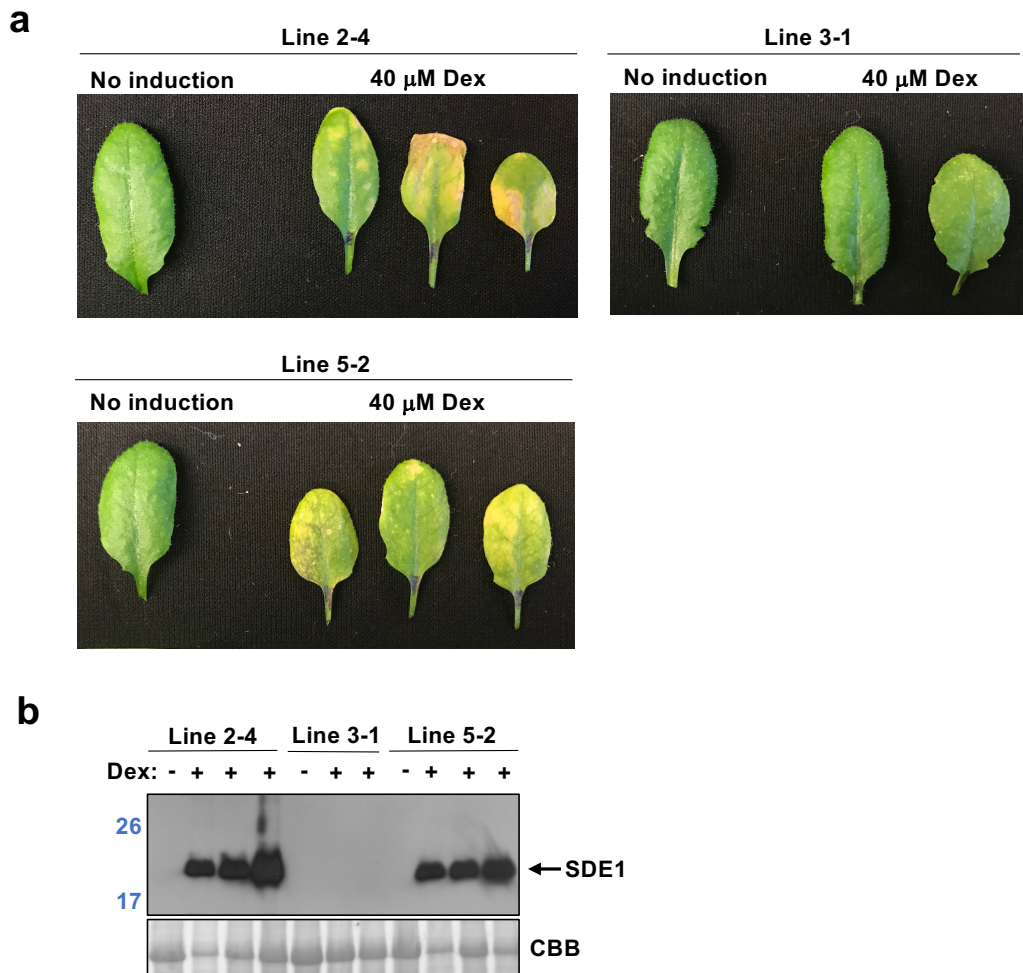 a
Line 2-4
Line 3-1
No induction
40 μM Dex
No induction
40 μM Dex
Line 5-2
No induction
40 μM Dex
b
Line 2-4
Line 3-1
Line 5-2
Dex: - + + + - + + - + + +
26
SDE1
17
CBB